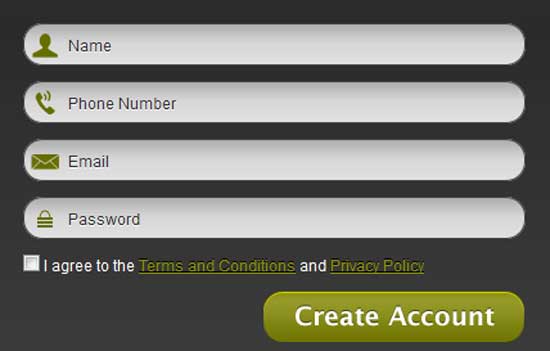 Name
Phone Number
Email
Password
I agree to the Terms and Conditions and Privacy Policy
Create Account